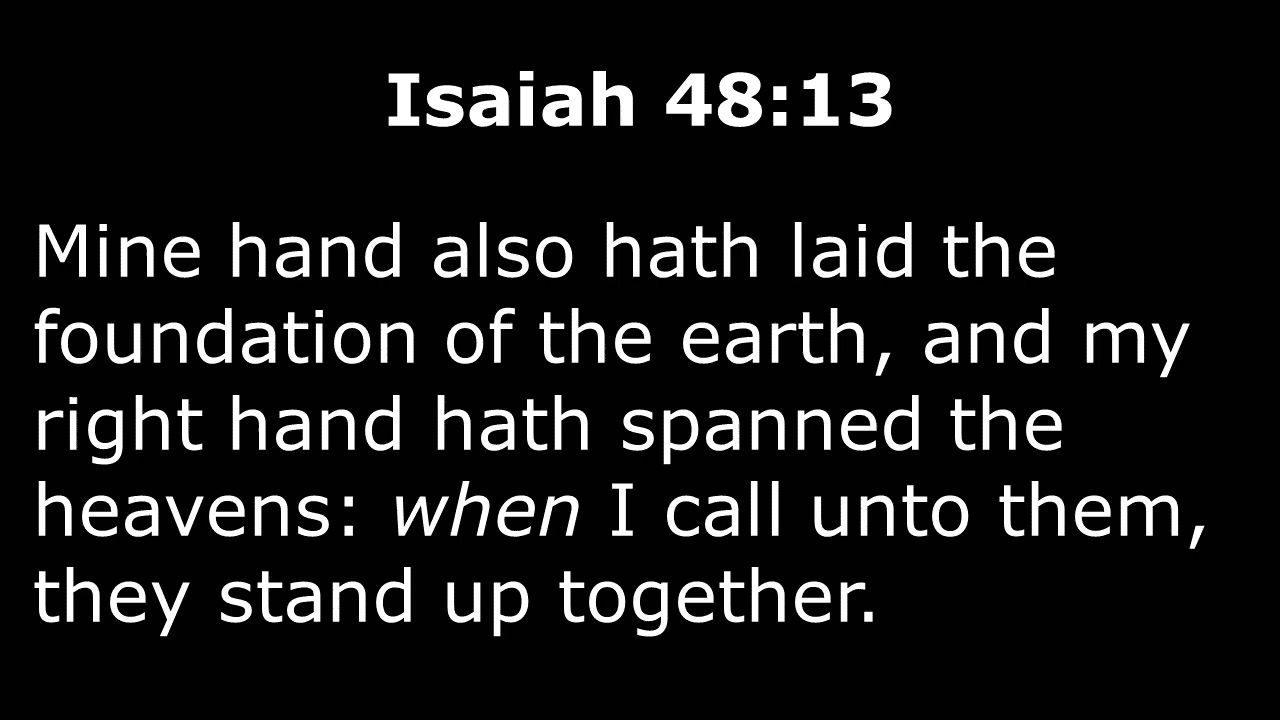 Isaiah 48:13
Mine hand also hath laid the
foundation of the earth, and my
right hand hath spanned the
heavens: when I call unto them,
they stand up together.